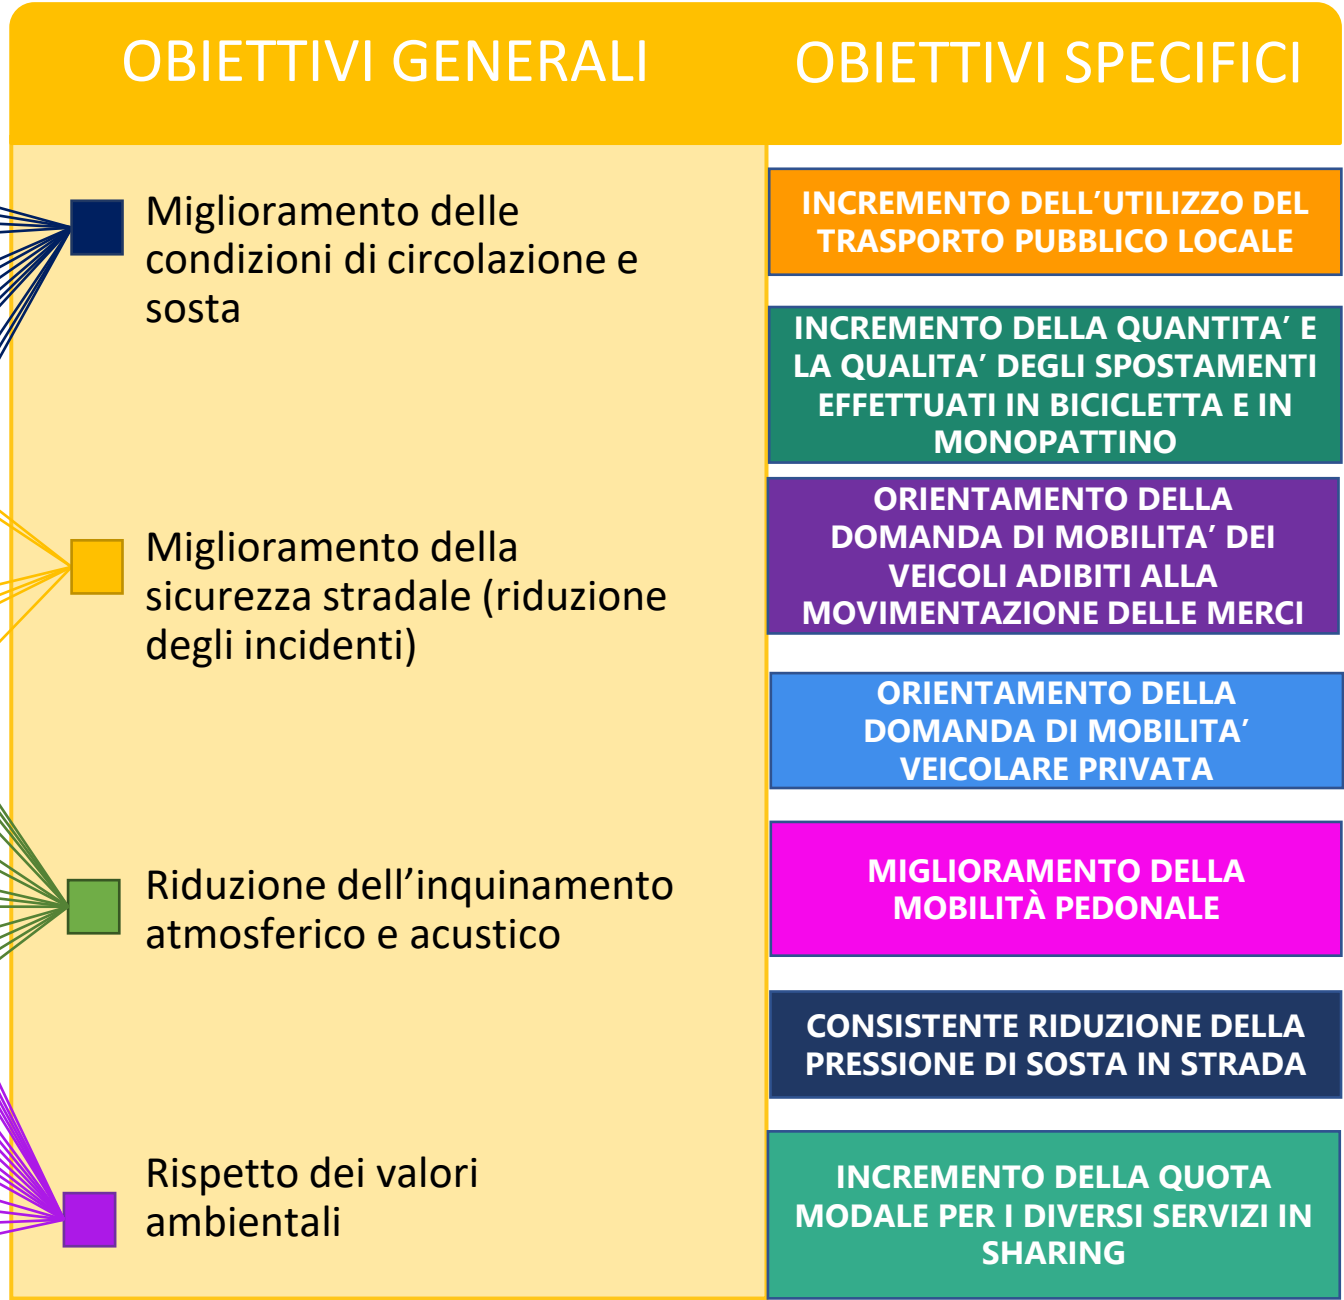 OBIETTIVI GENERALI
OBIETTIVI SPECIFICI
Miglioramento delle
condizioni di circolazione e
sosta
Miglioramento della
sicurezza stradale (riduzione
degli incidenti)
Riduzione dell’inquinamento
atmosferico e acustico
Rispetto dei valori
ambientali
INCREMENTO DELL’UTILIZZO DEL
TRASPORTO PUBBLICO LOCALE
INCREMENTO DELLA QUANTITA’ E
LA QUALITA’ DEGLI SPOSTAMENTI
EFFETTUATI IN BICICLETTA E IN
MONOPATTINO
ORIENTAMENTO DELLA
DOMANDA DI MOBILITA’ DEI
VEICOLI ADIBITI ALLA
MOVIMENTAZIONE DELLE MERCI
ORIENTAMENTO DELLA
DOMANDA DI MOBILITA’
VEICOLARE PRIVATA
MIGLIORAMENTO DELLA
MOBILITÀ PEDONALE
CONSISTENTE RIDUZIONE DELLA
PRESSIONE DI SOSTA IN STRADA
INCREMENTO DELLA QUOTA
MODALE PER I DIVERSI SERVIZI IN
SHARING